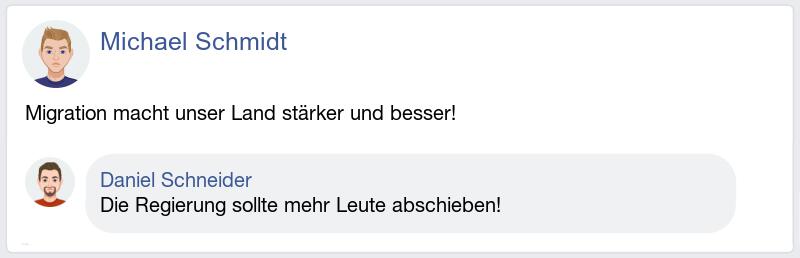 Michael Schmidt
Migration macht unser Land stärker und besser!
Daniel Schneider
Die Regierung sollte mehr Leute abschieben!